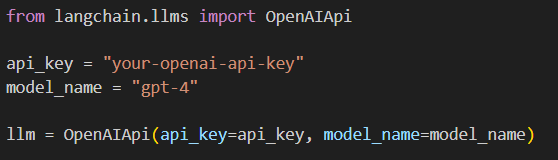 from langchain.llms import OpenAIApi
api_key = "your-openai-api-key"
model_name = "gpt-4"
llm = OpenAIApi(api_key=api_key, model_name=model_name)